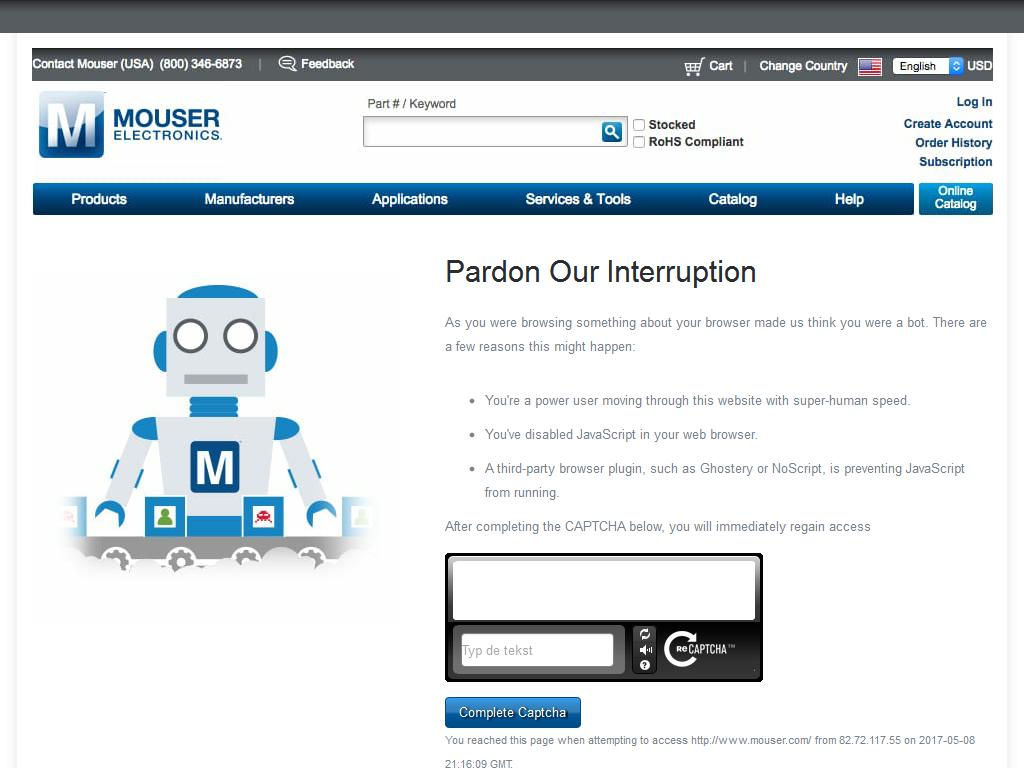 Contact Mouser (USA) (800) 346-6873 | Feedback
Cart | Change Country English USD
MOUSER
ELECTRONICS.
Part # / Keyword
Stocked
RoHS Compliant
Log In
Create Account
Order History
Subscription
Products Manufacturers Applications Services & Tools Catalog Help Online
Catalog
Pardon Our Interruption
As you were browsing something about your browser made us think you were a bot. There are
a few reasons this might happen:
• You're a power user moving through this website with super-human speed.
• You've disabled JavaScript in your web browser.
• A third-party browser plugin, such as Ghostery or NoScript, is preventing JavaScript
from running.
After completing the CAPTCHA below, you will immediately regain access
M
Typ de tekst
reCAPTCHA™
Complete Captcha
You reached this page when attempting to access http://www.mouser.com/ from 82.72.117.55 on 2017-05-08
21:16:09 GMT.